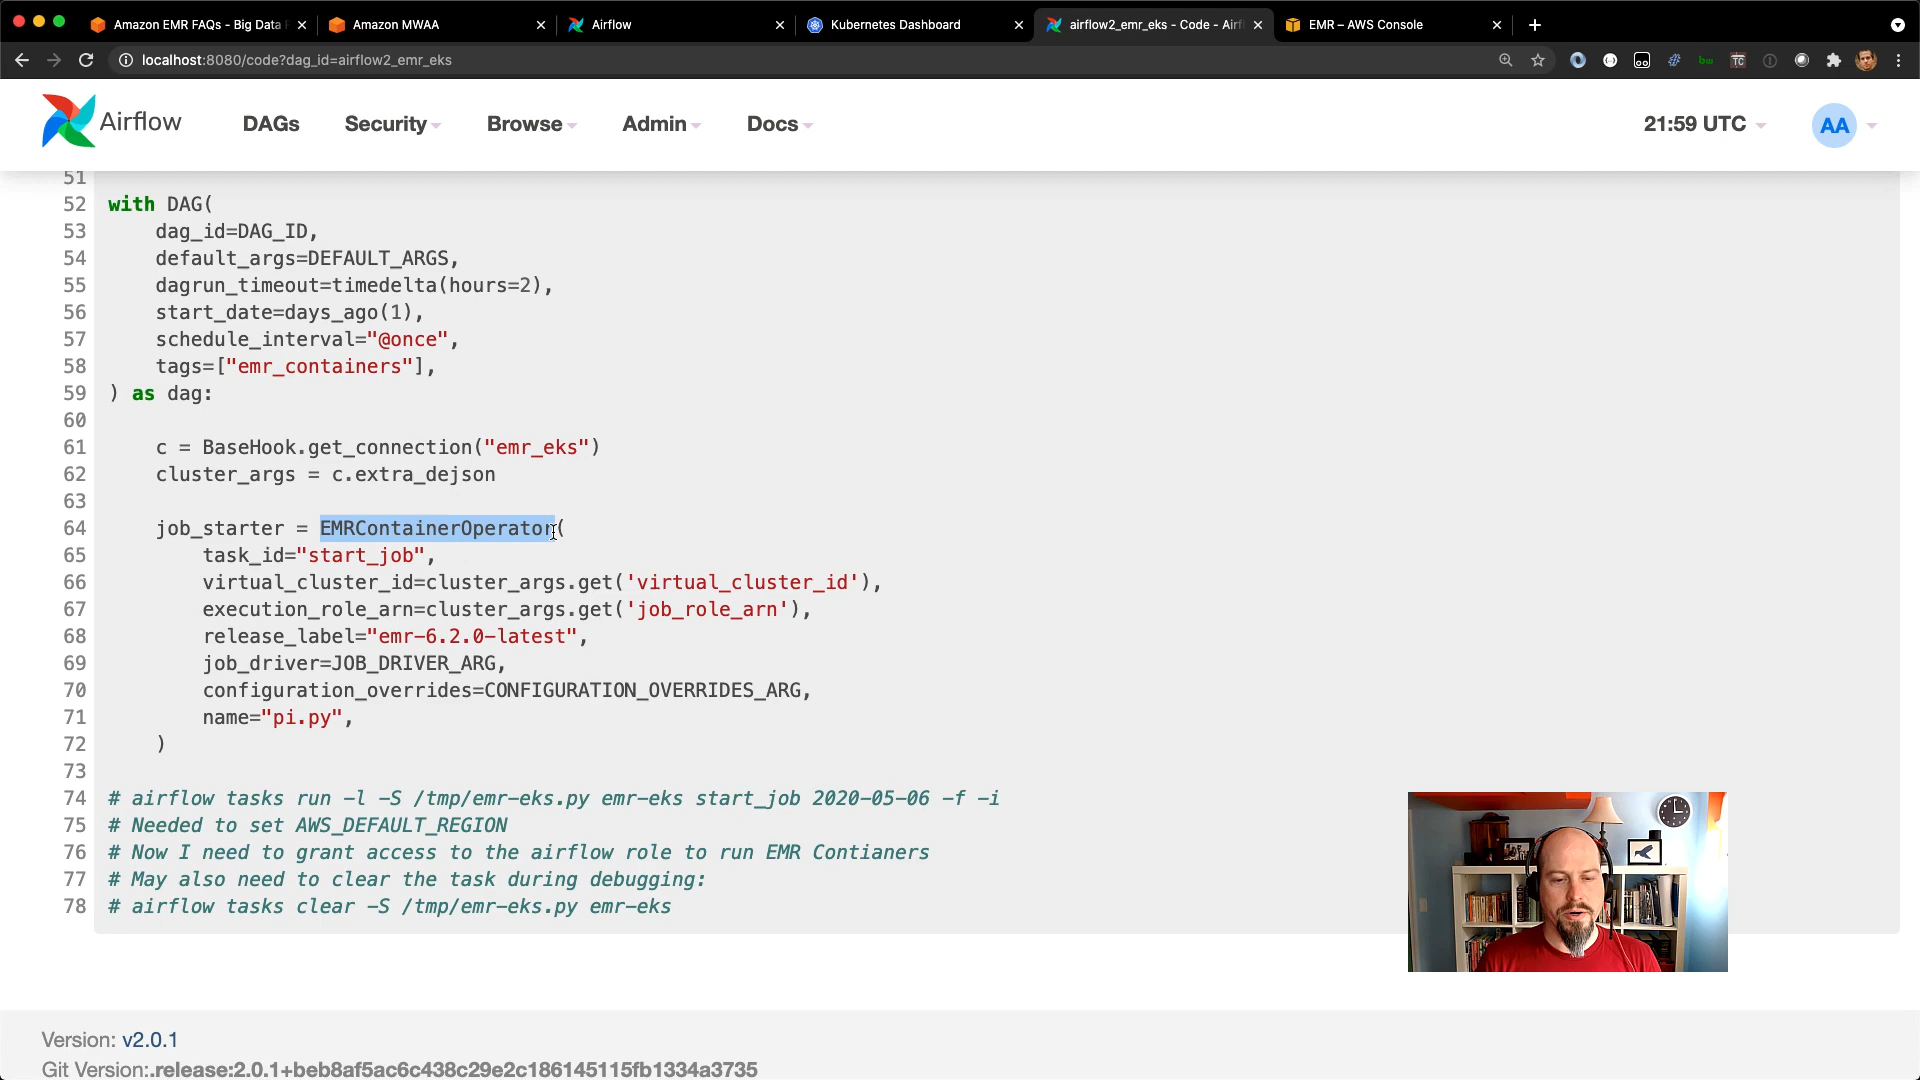 Amazon EMR FAQs - Big Data
Amazon MWAA
Airflow
Kubernetes Dashboard
airflow2_emr_eks - Code - Airf
EMR – AWS Console
localhost:8080/code?dag_id=airflow2_emr_eks
Airflow
DAGs
Security
Browse
Admin
Docs
21:59 UTC
AA
51
52 with DAG(
53 dag_id=DAG_ID,
54 default_args=DEFAULT_ARGS,
55 dagrun_timeout=timedelta(hours=2),
56 start_date=days_ago(1),
57 schedule_interval="@once",
58 tags=["emr_containers"],
59 ) as dag:
60
61 c = BaseHook.get_connection("emr_eks")
62 cluster_args = c.extra_dejson
63
64 job_starter = EMRContainerOperator(
65 task_id="start_job",
66 virtual_cluster_id=cluster_args.get('virtual_cluster_id'),
67 execution_role_arn=cluster_args.get('job_role_arn'),
68 release_label="emr-6.2.0-latest",
69 job_driver=JOB_DRIVER_ARG,
70 configuration_overrides=CONFIGURATION_OVERRIDES_ARG,
71 name="pi.py",
72 )
73
74 # airflow tasks run -l -S /tmp/emr-eks.py emr-eks start_job 2020-05-06 -f -i
75 # Needed to set AWS_DEFAULT_REGION
76 # Now I need to grant access to the airflow role to run EMR Contianers
77 # May also need to clear the task during debugging:
78 # airflow tasks clear -S /tmp/emr-eks.py emr-eks
Version: v2.0.1
Git Version:.release:2.0.1+beb8af5ac6c438c29e2c186145115fb1334a3735